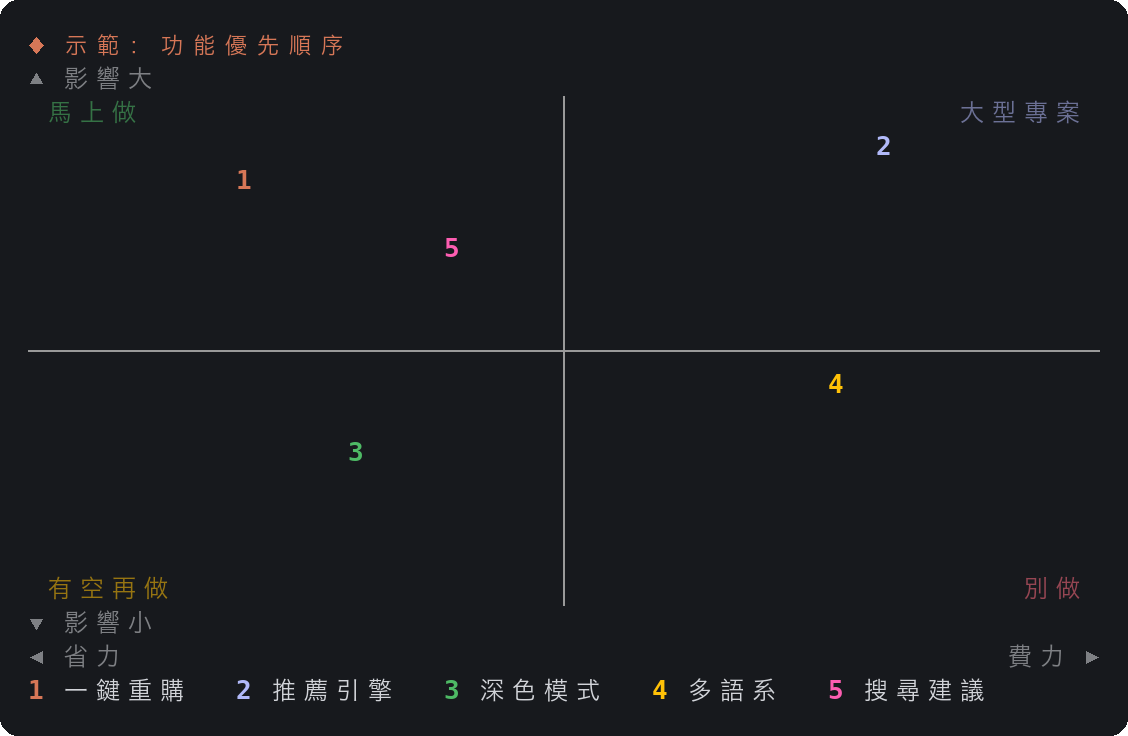 ◆ 示範: 功能優先順序
▲ 影響大
馬上做 大型專案
2
1
5
4
3
有空再做 別做
▼ 影響小
◀ 省力 費力 ▶
1 一鍵重購 2 推薦引擎 3 深色模式 4 多語系 5 搜尋建議